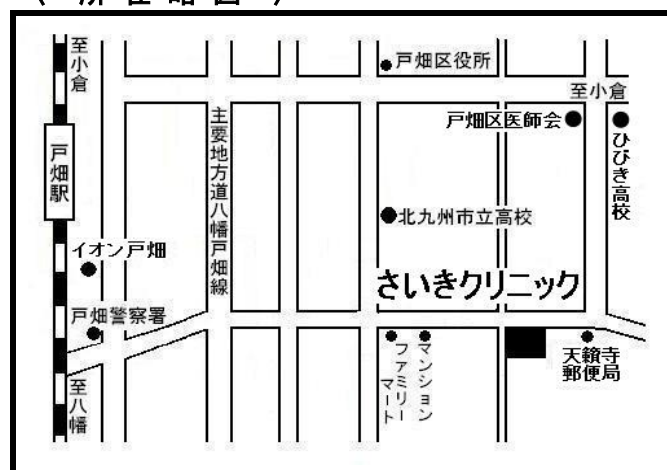 ( 所 在 略 図 )
至小倉
戸畑区役所
至小倉
戸畑区医師会
ひびき高校
戸畑駅
主要地方道八幡戸畑線
北九州市立高校
イオン戸畑
さいきクリニック
戸畑警察署
天籟寺
郵便局
マンション
ファミリー
マート
至八幡